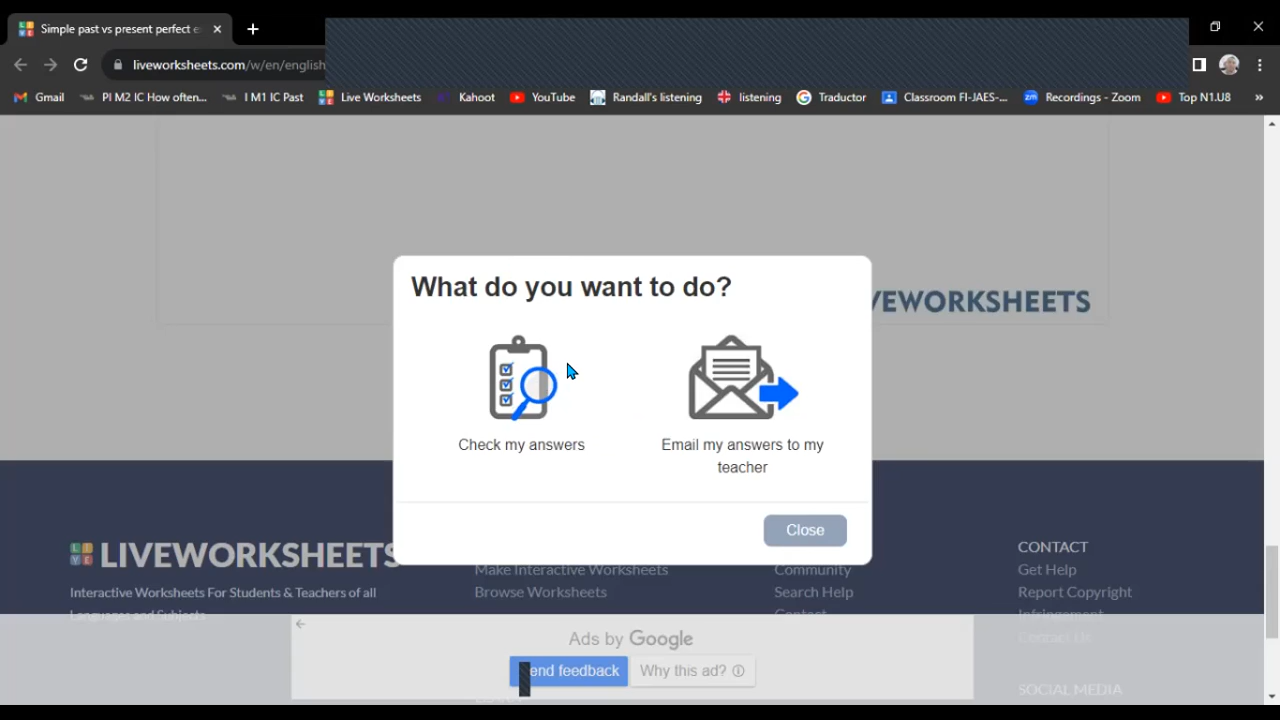 Simple past vs present perfect e
liveworksheets.com/w/en/english
Gmail
PI M2 IC How often...
I M1 IC Past
Live Worksheets
Kahoot
YouTube
Randall's listening
listening
Traductor
Classroom FI-JAES-...
Recordings - Zoom
Top N1.U8
»
What do you want to do?
VEWORKSHEETS
Check my answers
Email my answers to my
teacher
Close
LIVEWORKSHEETS
Interactive Worksheets For Students & Teachers of all
Languages and Subjects
Make Interactive Worksheets
Browse Worksheets
Community
Search Help
Contact
CONTACT
Get Help
Report Copyright
Infringement
Contact Us
SOCIAL MEDIA
Ads by Google
end feedback
Why this ad?